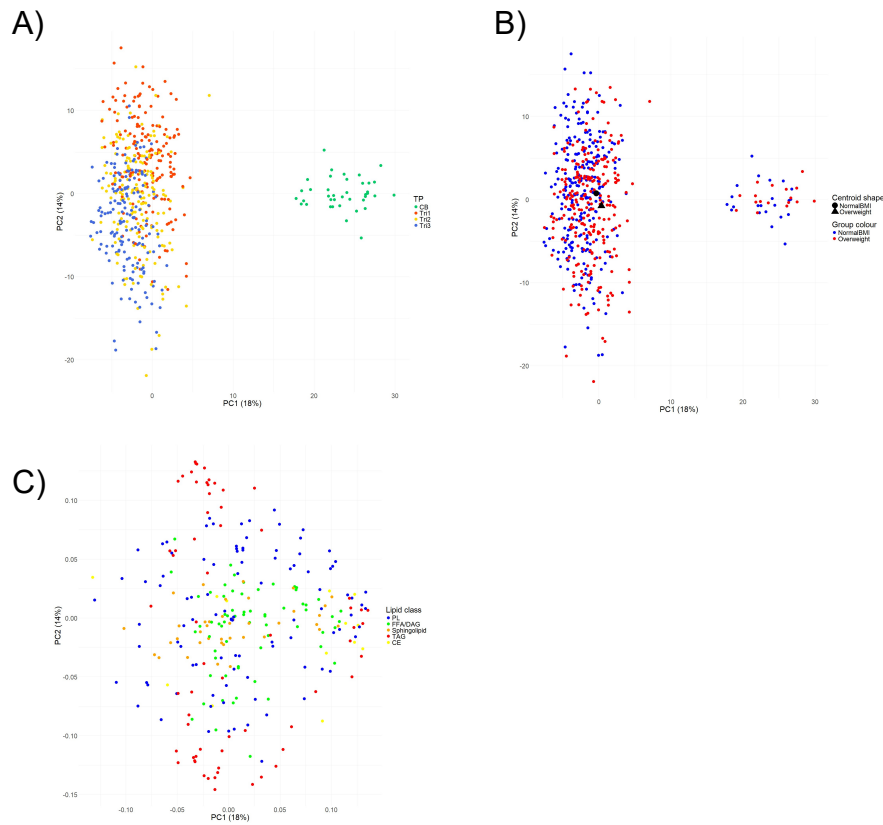 A)
10
0
-10
-20
PC2 (14%)
0
10
20
30
PC1 (18%)
TP
CB
Tri1
Tri2
Tri3
B)
10
0
-10
-20
PC2 (14%)
0
10
20
30
PC1 (18%)
Centroid shape
NormalBMI
Overweight
Group colour
NormalBMI
Overweight
C)
0.10
0.05
0.00
-0.05
-0.10
-0.15
PC2 (14%)
-0.10
-0.05
0.00
0.05
0.10
PC1 (18%)
Lipid class
PL
FFA/DAG
Sphingolipid
TAG
CE